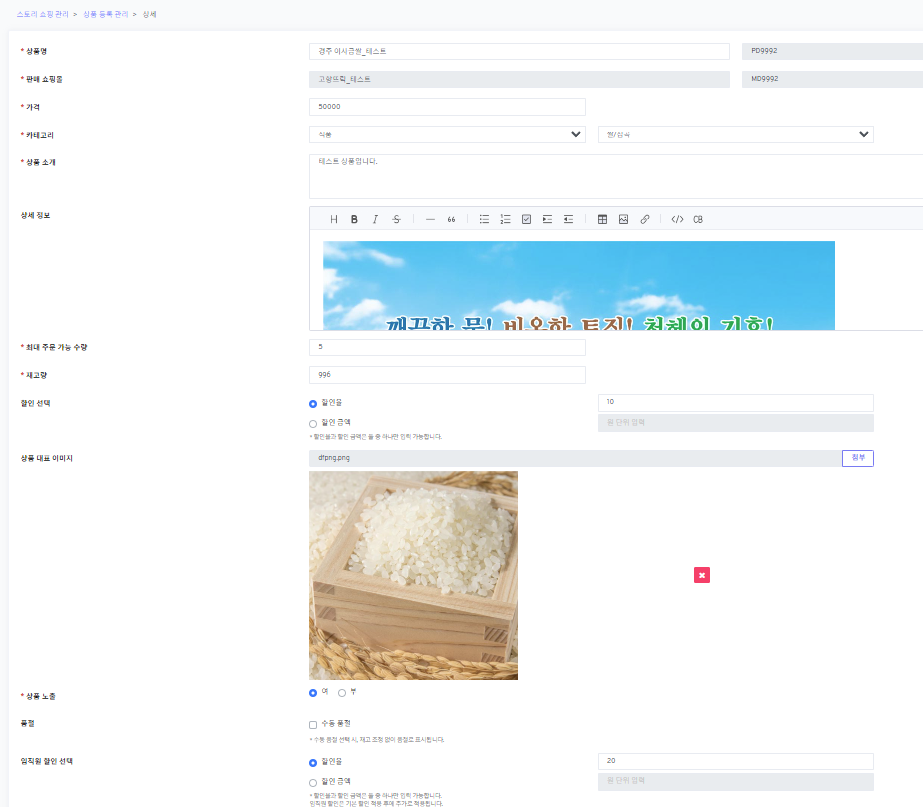 스토리 쇼핑 관리 > 상품 등록 관리 > 상세
* 상품명 경주 이사금쌀_테스트 PD9992
* 판매 쇼핑몰 고향뜨락_테스트 MD9992
* 가격 50000
* 카테고리 식품 쌀/잡곡
* 상품 소개 테스트 상품입니다.
상세 정보 H B I S — 66 </> CB
깨끗한 물! 비옥한 토질! 천혜의 기후!
* 최대 주문 가능 수량 5
* 재고량 996
할인 선택 할인율 10
할인 금액 원 단위 입력
* 할인율과 할인 금액은 둘 중 하나만 입력 가능합니다.
상품 대표 이미지 dfpng.png 첨부
* 상품 노출 여 부
품절 수동 품절
* 수동 품절 선택 시, 재고 조정 없이 품절로 표시됩니다.
임직원 할인 선택 할인율 20
할인 금액 원 단위 입력
* 할인율과 할인 금액은 둘 중 하나만 입력 가능합니다.
임직원 할인은 기본 할인 적용 후에 추가로 적용됩니다.